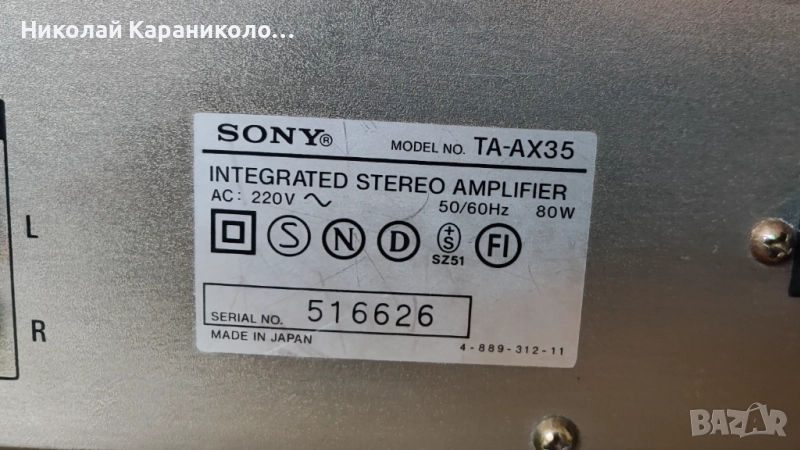 Николай Караниколо...
SONY® MODEL NO. TA-AX35
INTEGRATED STEREO AMPLIFIER
AC: 220V ~ 50/60Hz 80W
S N D +S FI
SZ51
SERIAL NO. 516626
MADE IN JAPAN 4-889-312-11
L
R
BAZAR